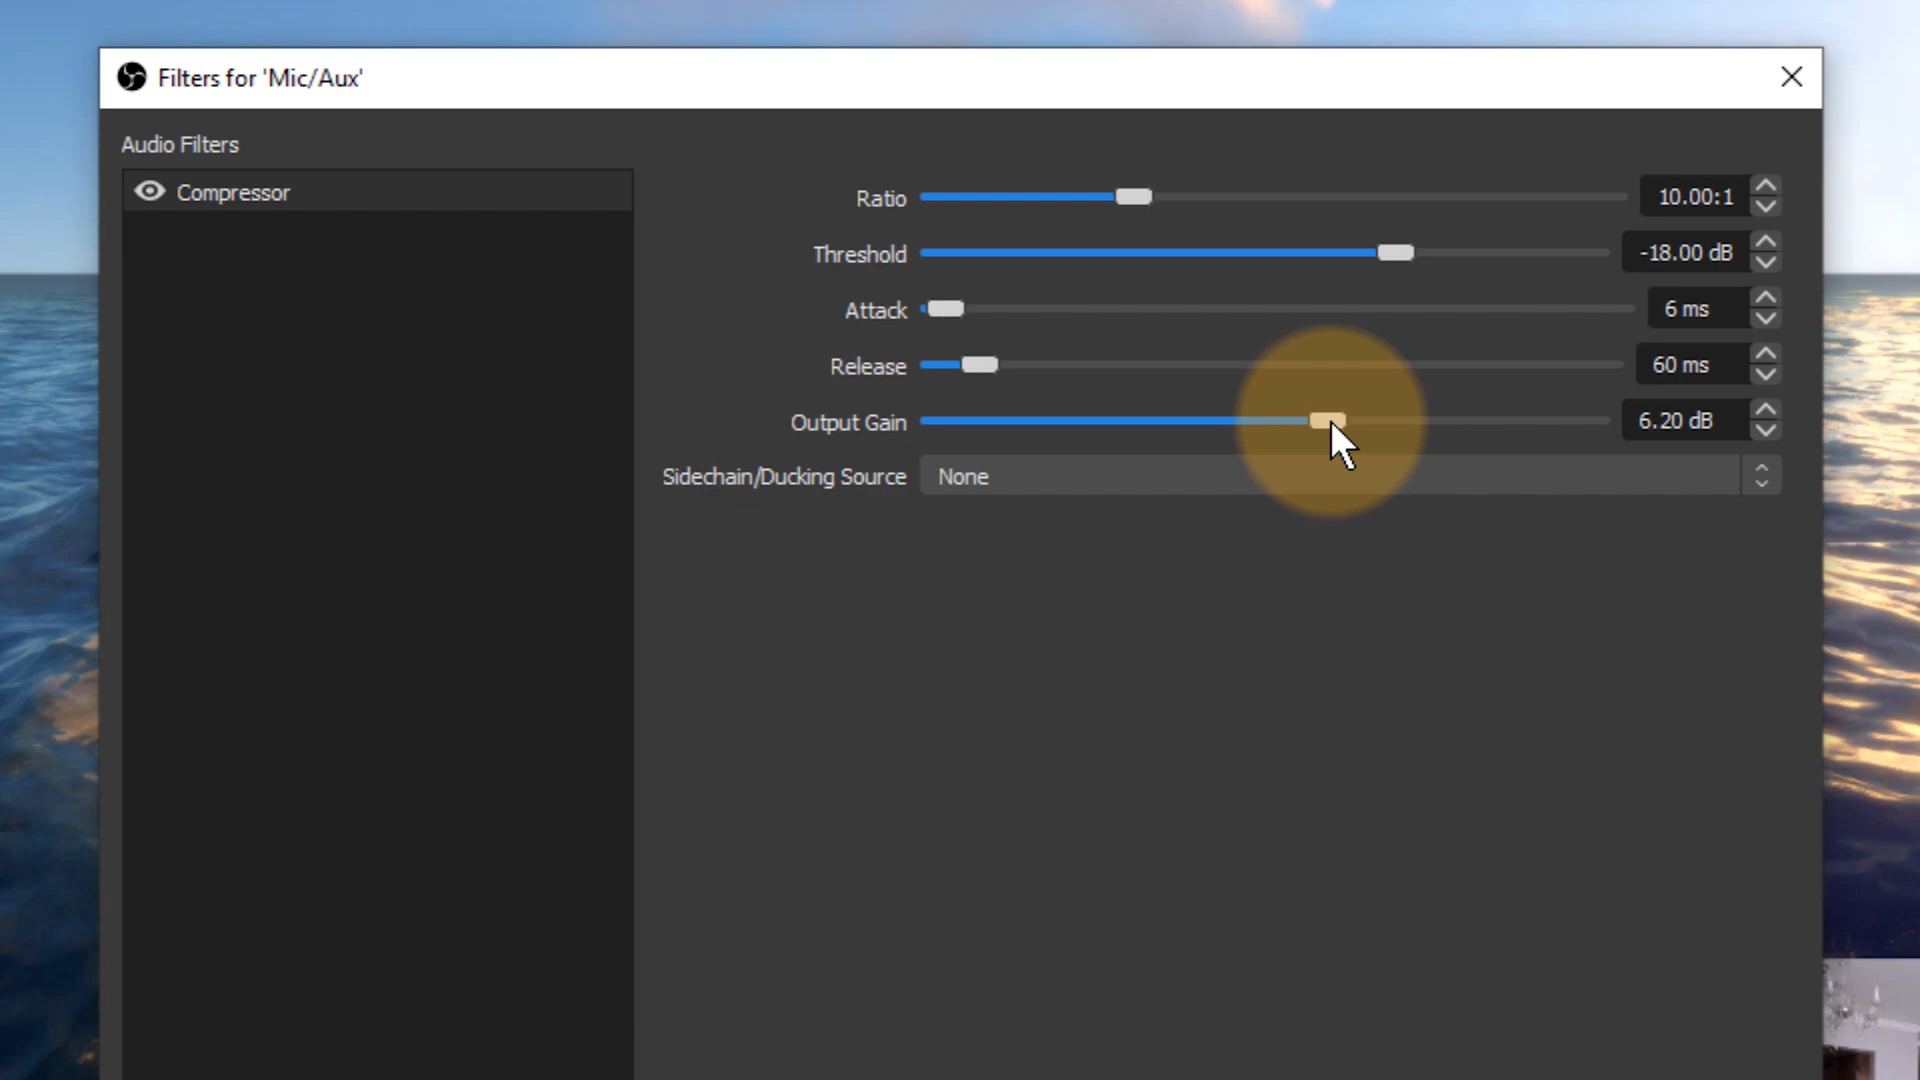 Filters for 'Mic/Aux'
Audio Filters
Compressor
Ratio 10.00:1
Threshold -18.00 dB
Attack 6 ms
Release 60 ms
Output Gain 6.20 dB
Sidechain/Ducking Source None